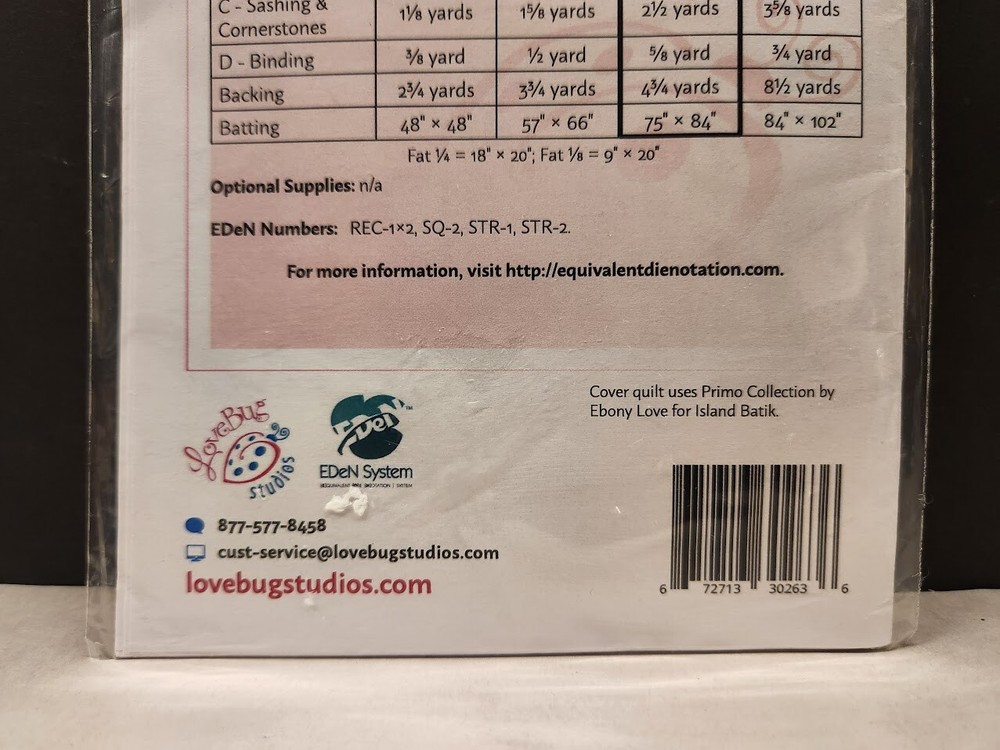 C - Sashing & Cornerstones 1⅛ yards 1⅝ yards 2½ yards 3⅝ yards
D - Binding ⅜ yard ½ yard ⅝ yard ¾ yard
Backing 2¾ yards 3¾ yards 4¾ yards 8½ yards
Batting 48" × 48" 57" × 66" 75" × 84" 84" × 102"
Fat ¼ = 18" × 20"; Fat ⅛ = 9" × 20"
Optional Supplies: n/a
EDeN Numbers: REC-1×2, SQ-2, STR-1, STR-2.
For more information, visit http://equivalentdienotation.com.
Cover quilt uses Primo Collection by
Ebony Love for Island Batik.
LoveBug
studios
EDeN™
EDeN System
877-577-8458
cust-service@lovebugstudios.com
lovebugstudios.com
6 72713 30263 6